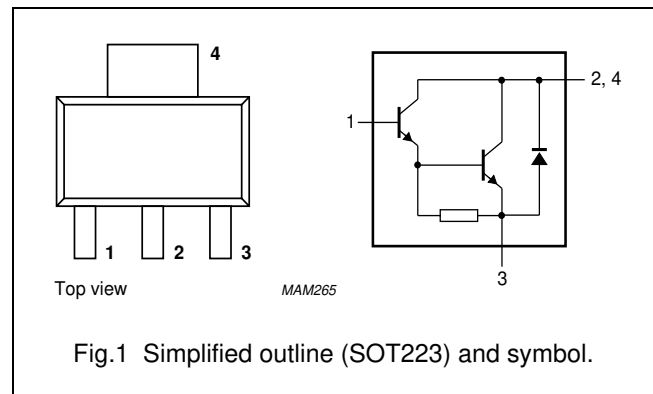 4
2, 4
1
1 2 3
Top view
MAM265
3
Fig.1 Simplified outline (SOT223) and symbol.